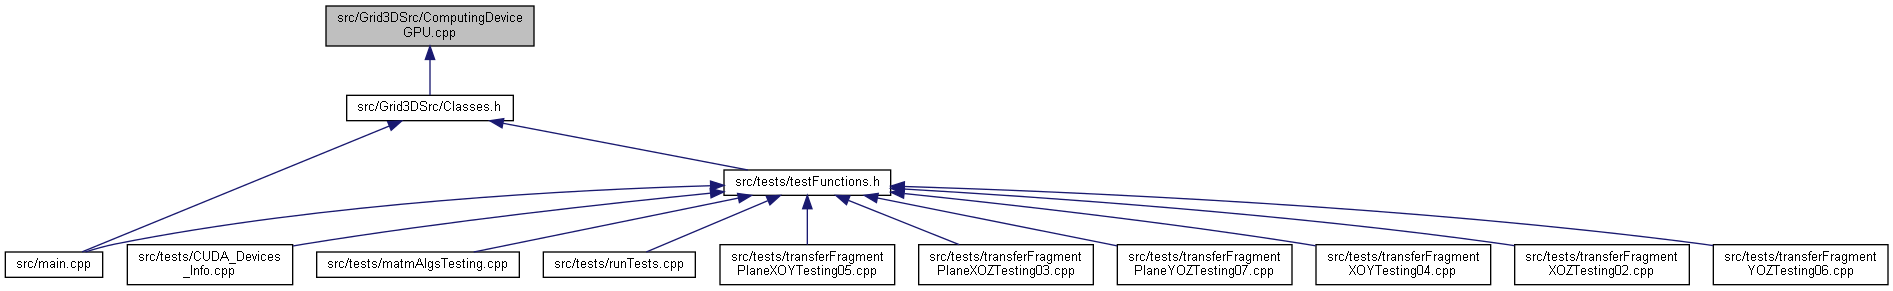 src/Grid3DSrc/ComputingDevice
GPU.cpp
src/Grid3DSrc/Classes.h
src/tests/testFunctions.h
src/main.cpp
src/tests/CUDA_Devices
_Info.cpp
src/tests/matmAlgsTesting.cpp
src/tests/runTests.cpp
src/tests/transferFragment
PlaneXOYTesting05.cpp
src/tests/transferFragment
PlaneXOZTesting03.cpp
src/tests/transferFragment
PlaneYOZTesting07.cpp
src/tests/transferFragment
XOYTesting04.cpp
src/tests/transferFragment
XOZTesting02.cpp
src/tests/transferFragment
YOZTesting06.cpp